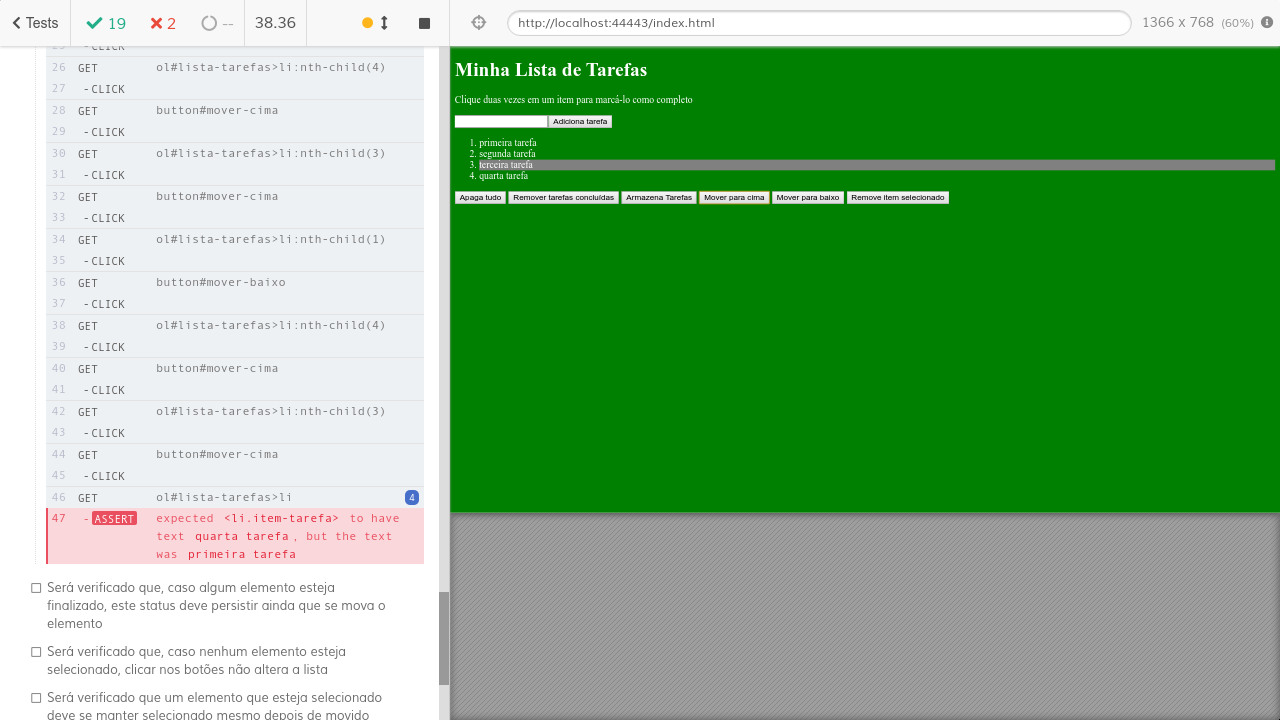 Tests 19 2 -- 38.36
25 -CLICK
26 GET ol#lista-tarefas>li:nth-child(4)
27 -CLICK
28 GET button#mover-cima
29 -CLICK
30 GET ol#lista-tarefas>li:nth-child(3)
31 -CLICK
32 GET button#mover-cima
33 -CLICK
34 GET ol#lista-tarefas>li:nth-child(1)
35 -CLICK
36 GET button#mover-baixo
37 -CLICK
38 GET ol#lista-tarefas>li:nth-child(4)
39 -CLICK
40 GET button#mover-cima
41 -CLICK
42 GET ol#lista-tarefas>li:nth-child(3)
43 -CLICK
44 GET button#mover-cima
45 -CLICK
46 GET ol#lista-tarefas>li 4
47 -ASSERT expected <li.item-tarefa> to have
text quarta tarefa, but the text
was primeira tarefa
Será verificado que, caso algum elemento esteja
finalizado, este status deve persistir ainda que se mova o
elemento
Será verificado que, caso nenhum elemento esteja
selecionado, clicar nos botões não altera a lista
Será verificado que um elemento que esteja selecionado
deve se manter selecionado mesmo depois de movido
http://localhost:44443/index.html 1366 x 768 (60%)
Minha Lista de Tarefas
Clique duas vezes em um item para marcá-lo como completo
Adiciona tarefa
1. primeira tarefa
2. segunda tarefa
3. terceira tarefa
4. quarta tarefa
Apaga tudo Remover tarefas concluídas Armazena Tarefas Mover para cima Mover para baixo Remove item selecionado